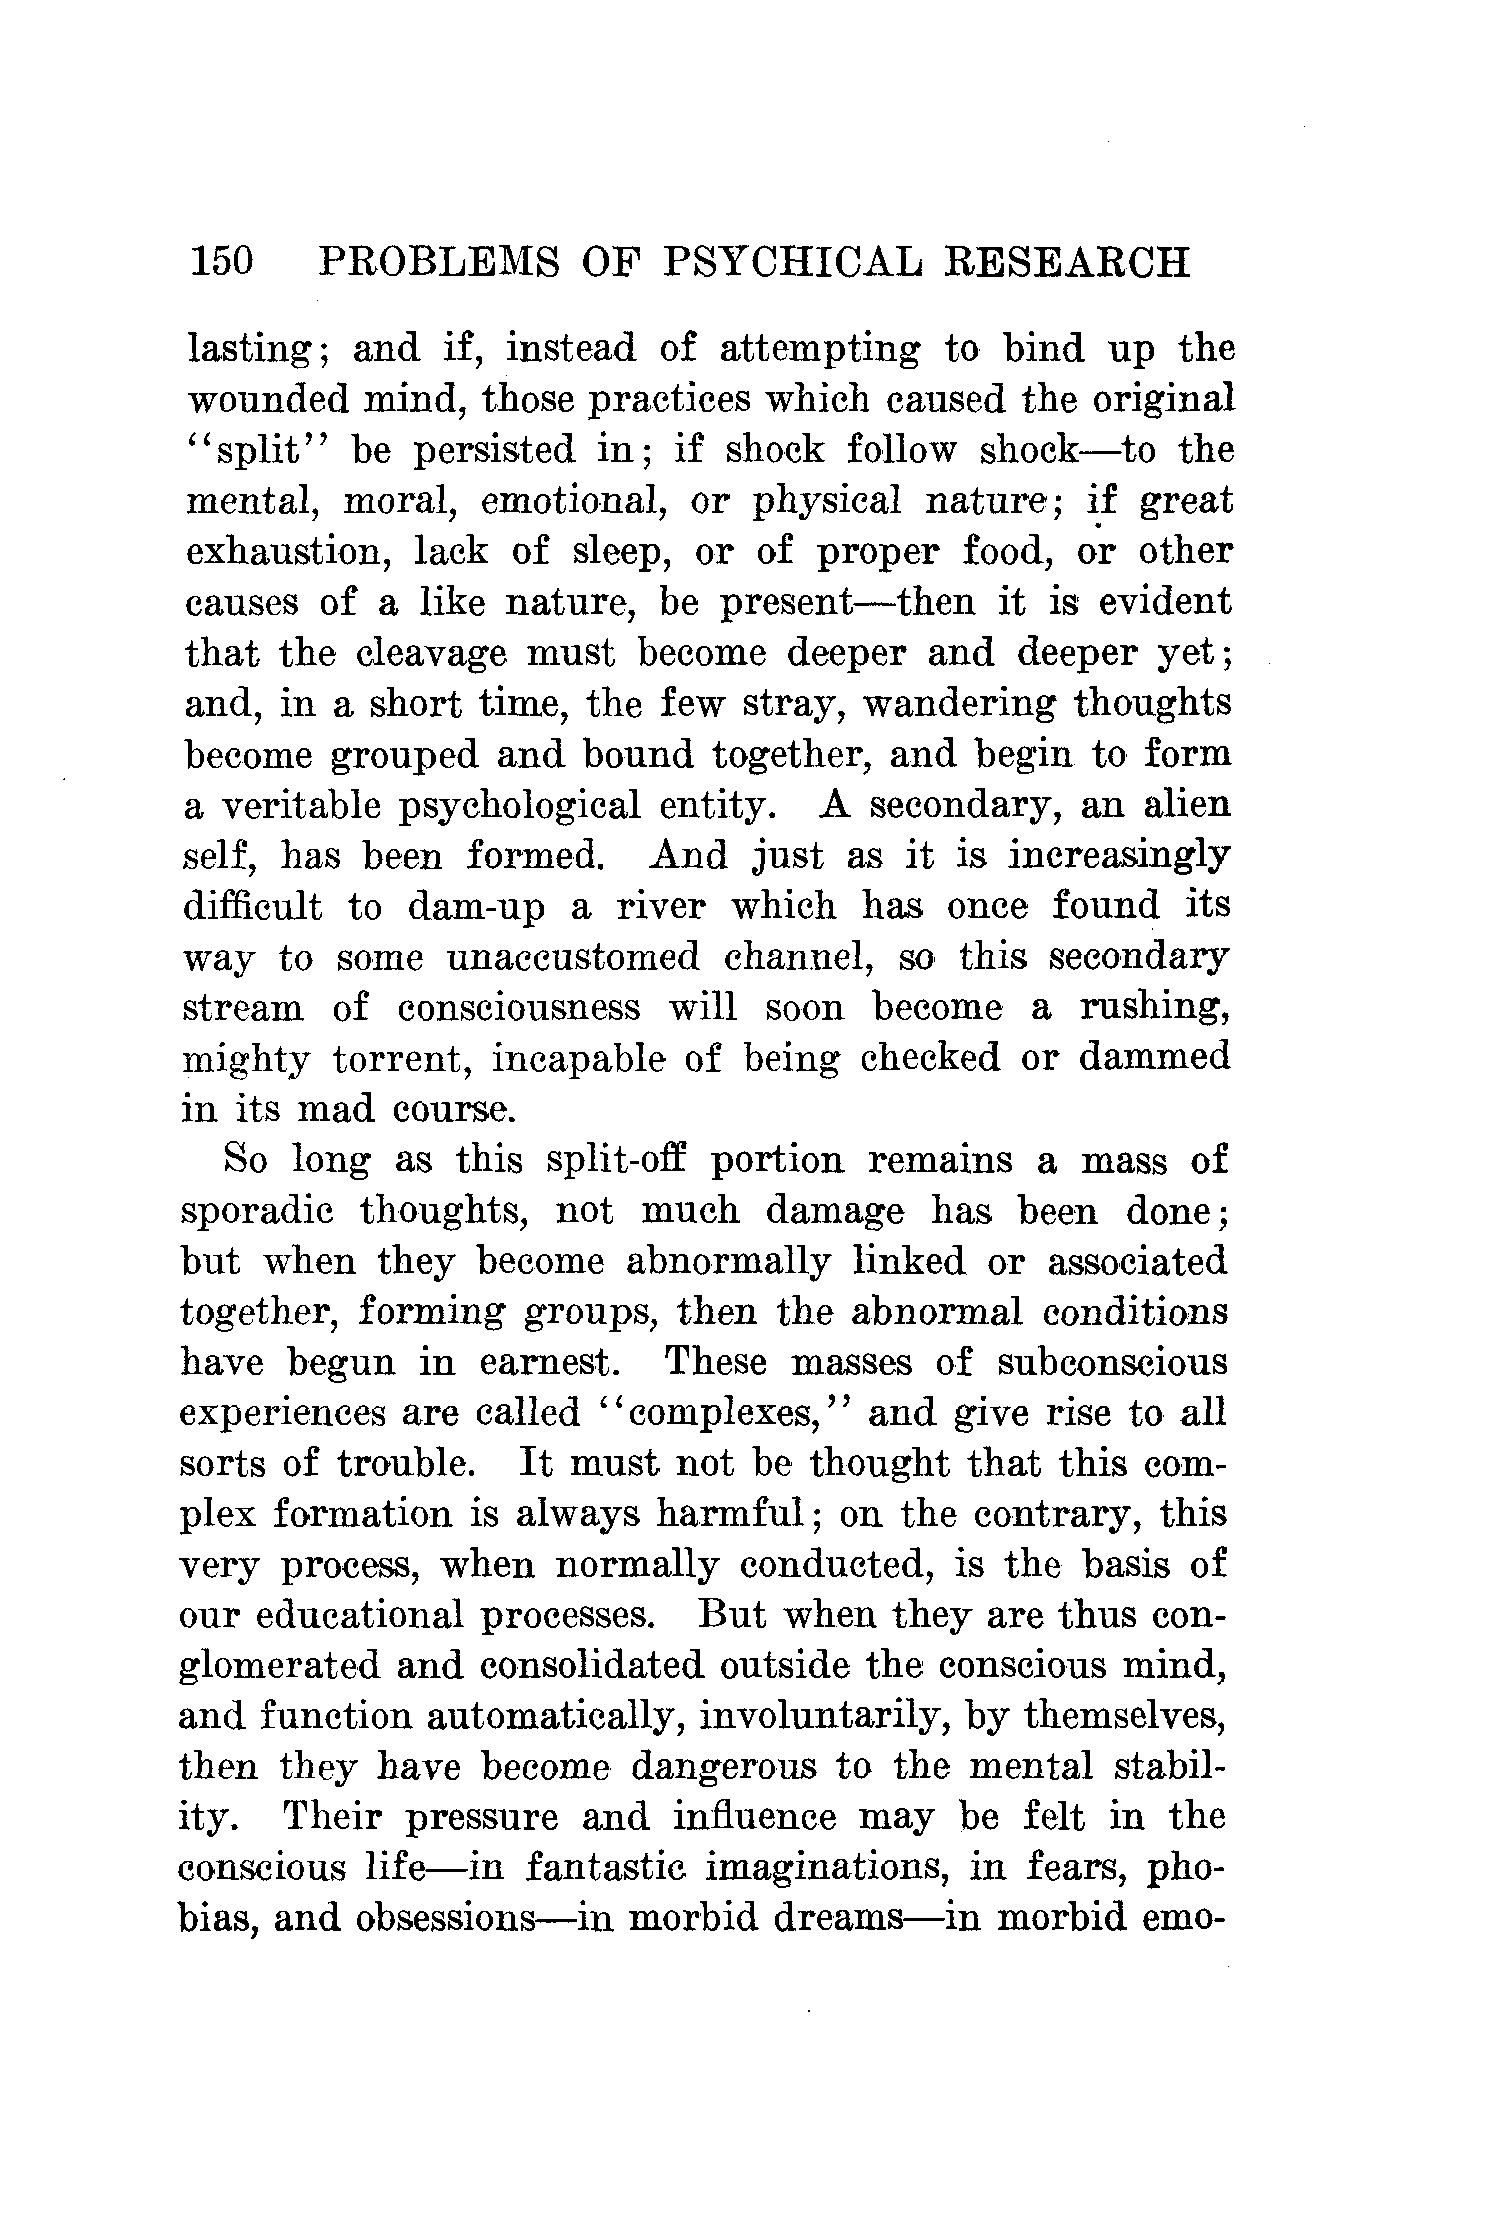 150 PROBLEMS OF PSYCHICAL RESEARCH
lasting; and if, instead of attempting to bind up the
wounded mind, those practices which caused the original
“split” be persisted in; if shock follow shock—to the
mental, moral, emotional, or physical nature; if great
exhaustion, lack of sleep, or of proper food, or other
causes of a like nature, be present—then it is evident
that the cleavage must become deeper and deeper yet;
and, in a short time, the few stray, wandering thoughts
become grouped and bound together, and begin to form
a veritable psychological entity. A secondary, an alien
self, has been formed. And just as it is increasingly
difficult to dam-up a river which has once found its
way to some unaccustomed channel, so this secondary
stream of consciousness will soon become a rushing,
mighty torrent, incapable of being checked or dammed
in its mad course.
So long as this split-off portion remains a mass of
sporadic thoughts, not much damage has been done;
but when they become abnormally linked or associated
together, forming groups, then the abnormal conditions
have begun in earnest. These masses of subconscious
experiences are called “complexes,” and give rise to all
sorts of trouble. It must not be thought that this com-
plex formation is always harmful; on the contrary, this
very process, when normally conducted, is the basis of
our educational processes. But when they are thus con-
glomerated and consolidated outside the conscious mind,
and function automatically, involuntarily, by themselves,
then they have become dangerous to the mental stabil-
ity. Their pressure and influence may be felt in the
conscious life—in fantastic imaginations, in fears, pho-
bias, and obsessions—in morbid dreams—in morbid emo-